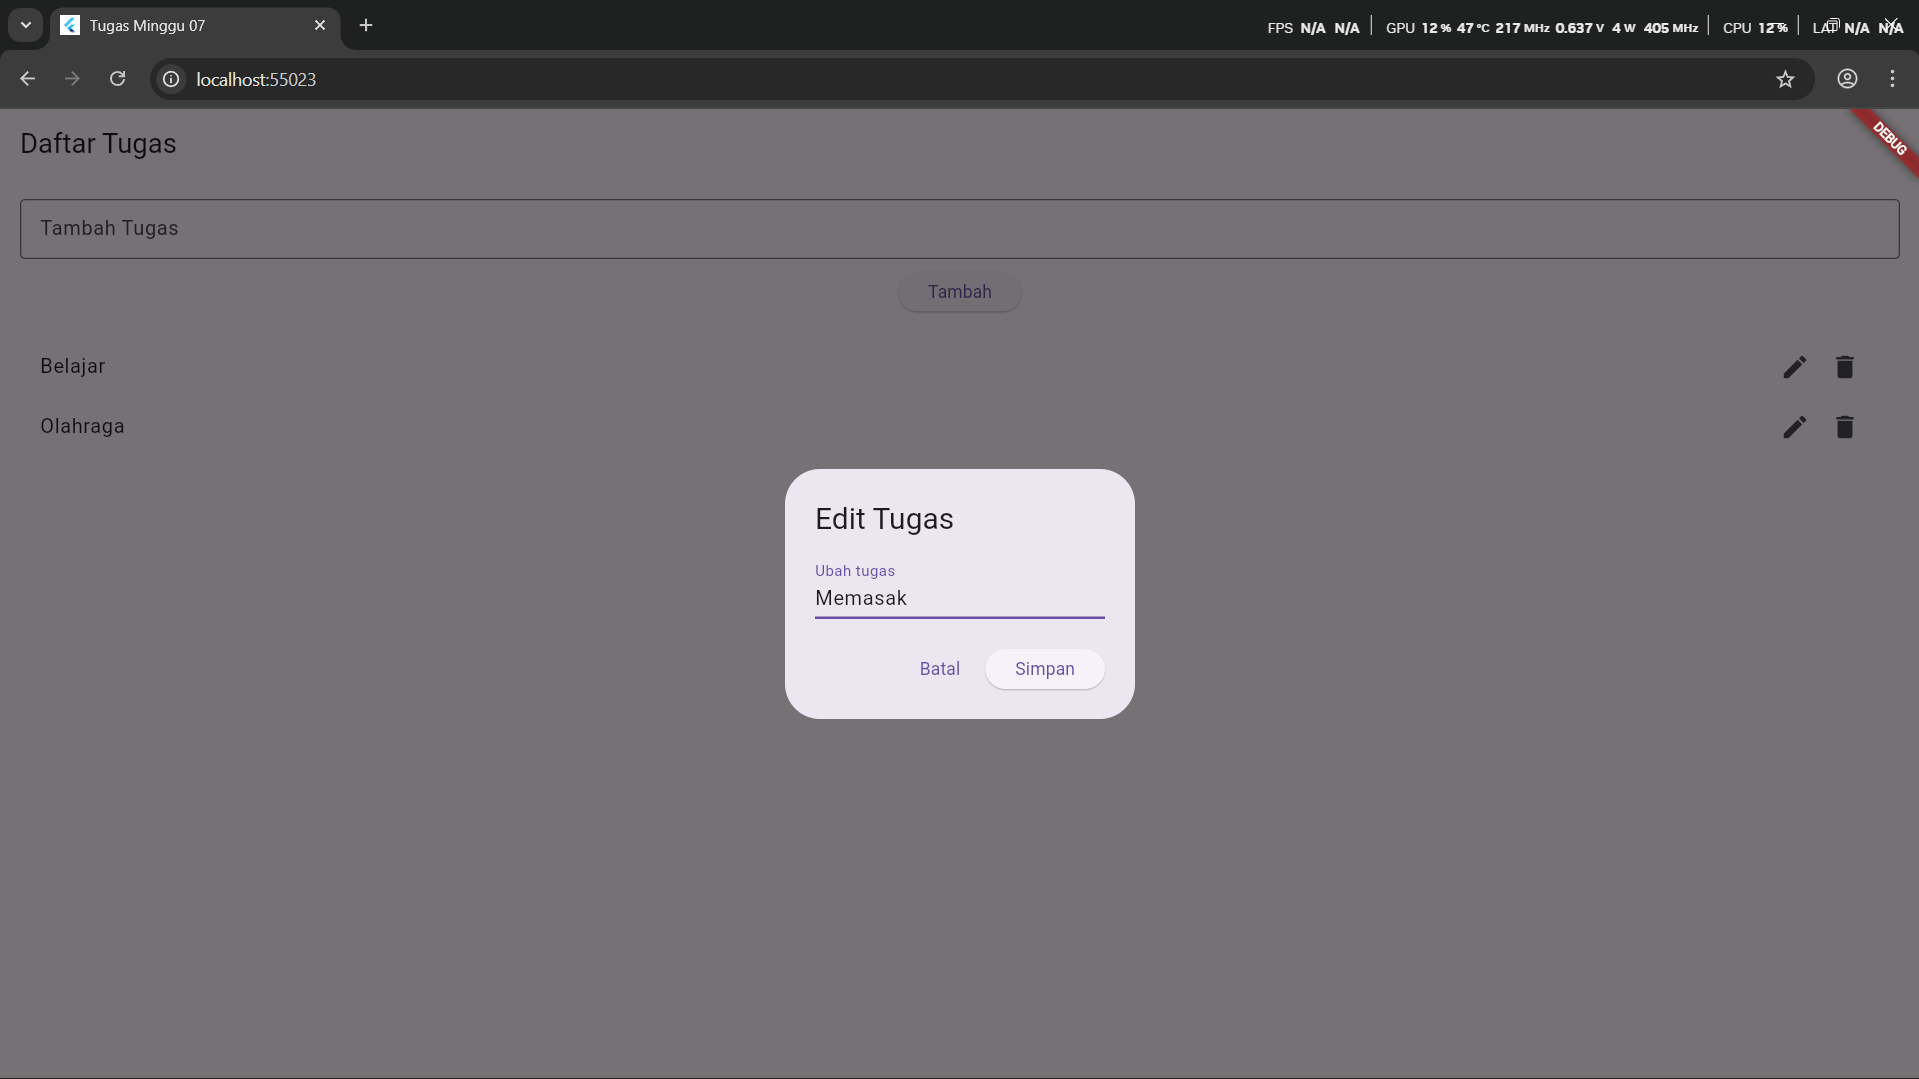 Tugas Minggu 07
FPS N/A N/A GPU 12 % 47 °C 217 MHz 0.637 V 4 W 405 MHz CPU 12 % LAT N/A N/A
localhost:55023
Daftar Tugas
DEBUG
Tambah Tugas
Tambah
Belajar
Olahraga
Edit Tugas
Ubah tugas
Memasak
Batal Simpan